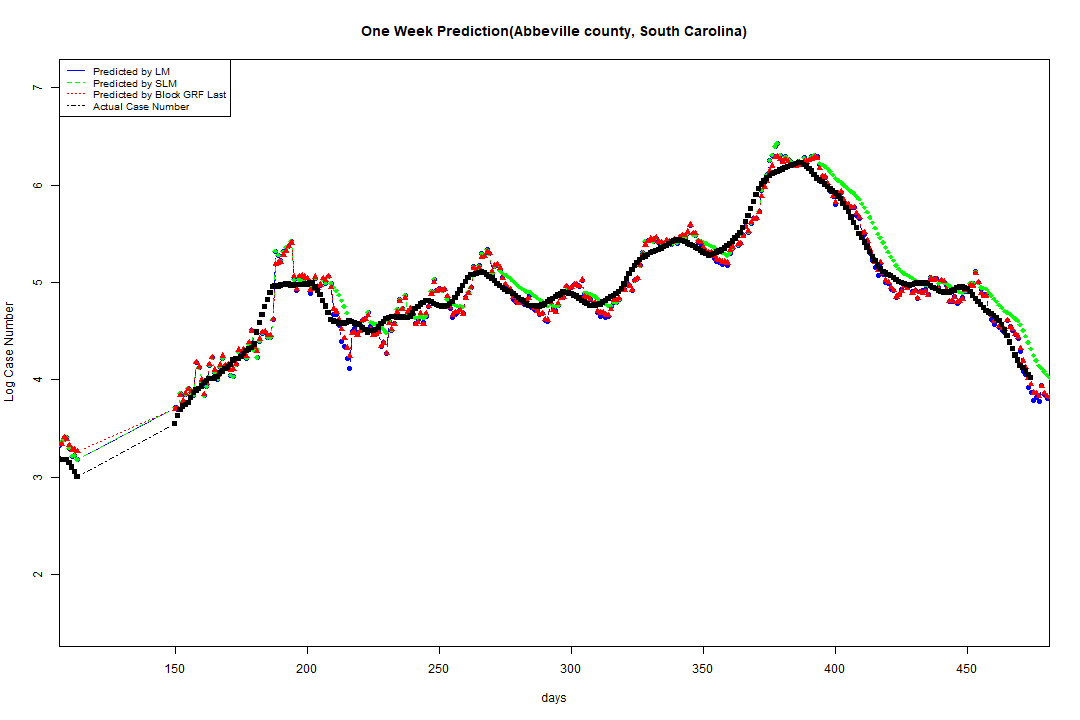 One Week Prediction(Abbeville county, South Carolina)
Predicted by LM
Predicted by SLM
Predicted by Block GRF Last
Actual Case Number
7
6
5
4
3
2
Log Case Number
150 200 250 300 350 400 450
days